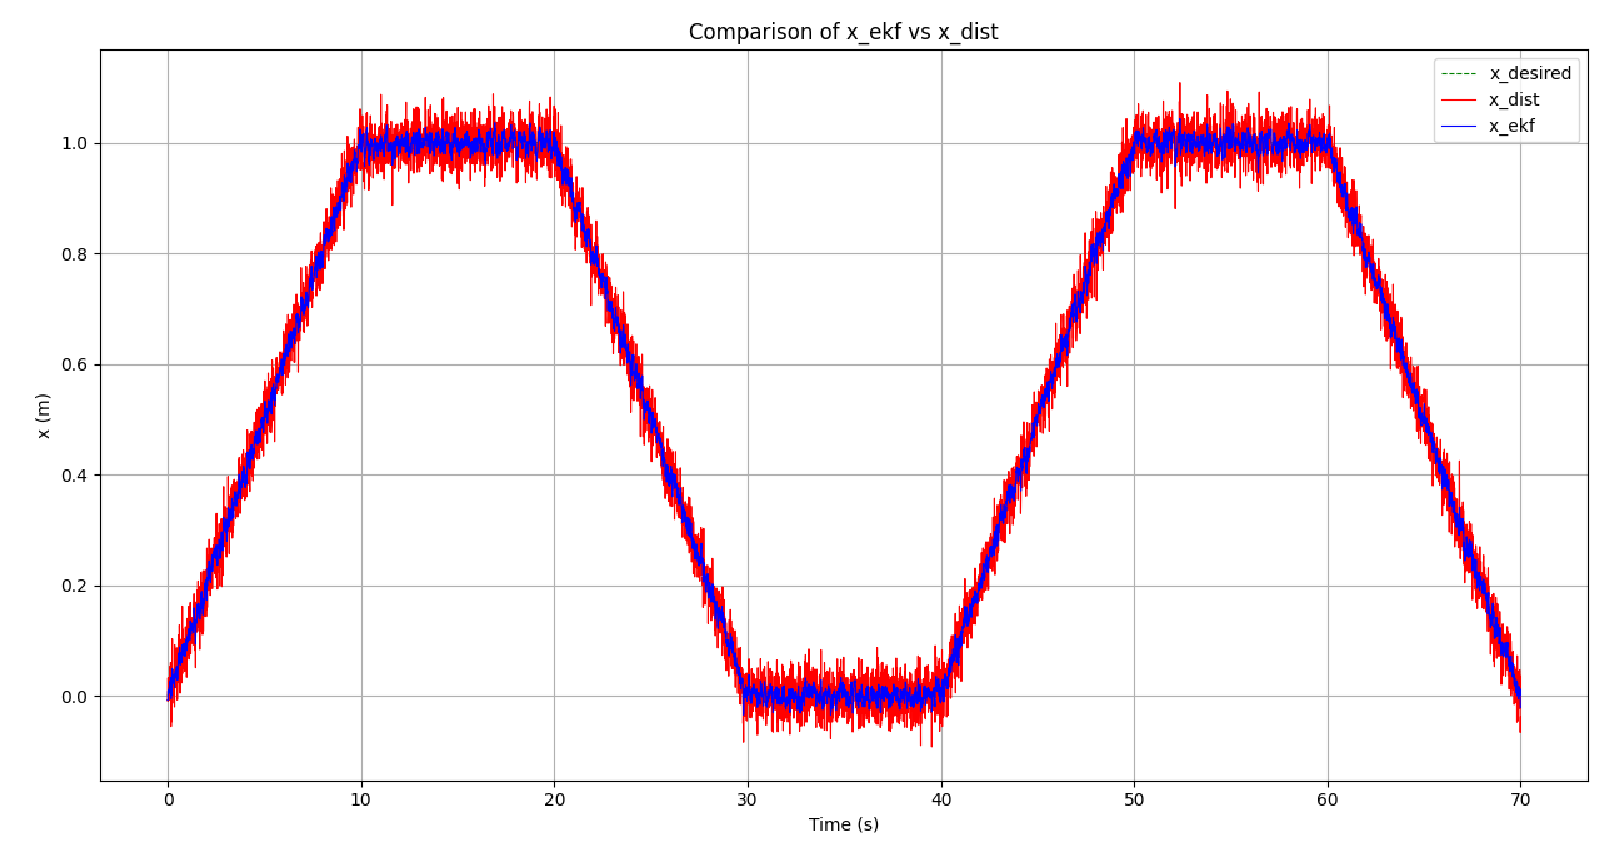 Comparison of x_ekf vs x_dist
x_desired
x_dist
x_ekf
1.0
0.8
0.6
0.4
0.2
0.0
x (m)
0 10 20 30 40 50 60 70
Time (s)